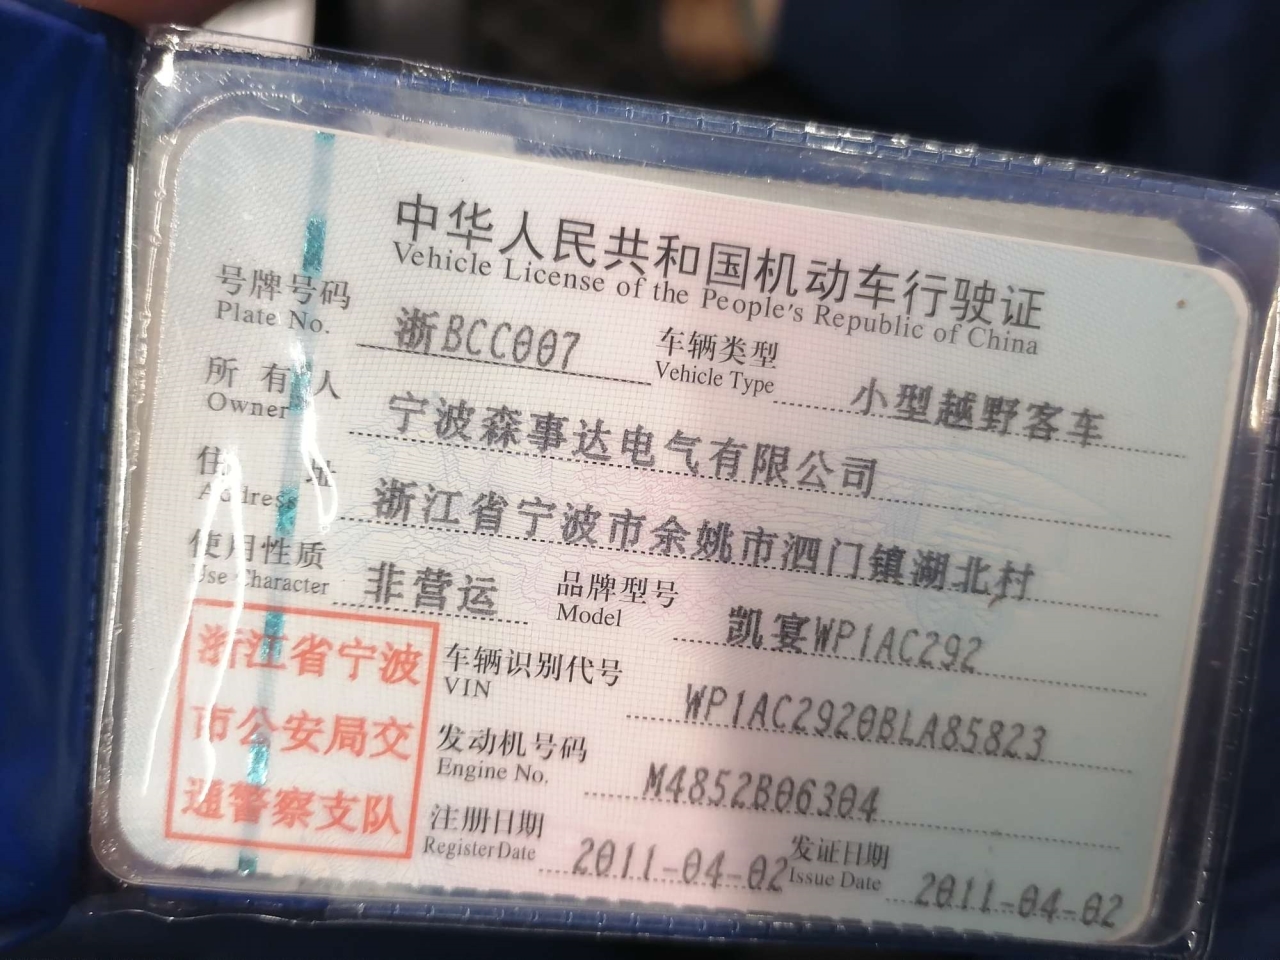 中华人民共和国机动车行驶证
Vehicle License of the People's Republic of China
号牌号码 浙BCC007 车辆类型 小型越野客车
Plate No. Vehicle Type
所有人 宁波森事达电气有限公司
Owner
住址 浙江省宁波市余姚市泗门镇湖北村
Address
使用性质 非营运 品牌型号 凯宴WP1AC292
Use Character Model
车辆识别代号 WP1AC2920BLA85823
VIN
发动机号码 M4852B06304
Engine No.
注册日期 2011-04-02 发证日期 2011-04-02
Register Date Issue Date
浙江省宁波
市公安局交
通警察支队